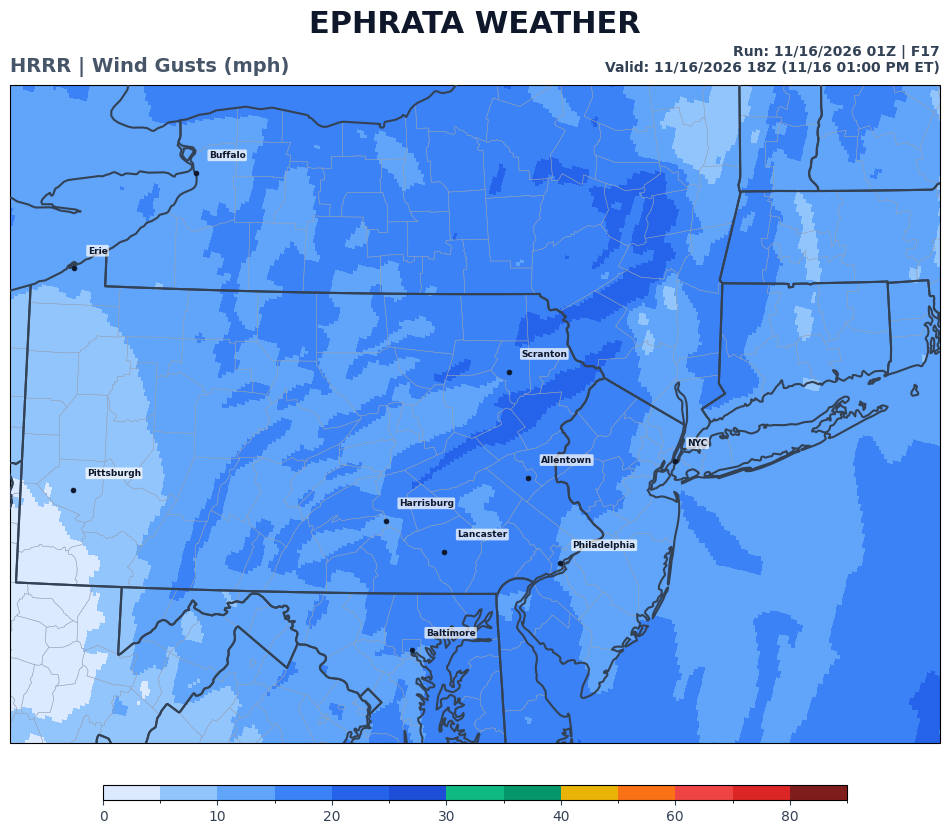 EPHRATA WEATHER
HRRR | Wind Gusts (mph)
Run: 11/16/2026 01Z | F17
Valid: 11/16/2026 18Z (11/16 01:00 PM ET)
Buffalo
Erie
Scranton
NYC
Allentown
Pittsburgh
Harrisburg
Lancaster
Philadelphia
Baltimore
0 10 20 30 40 50 60 70 80